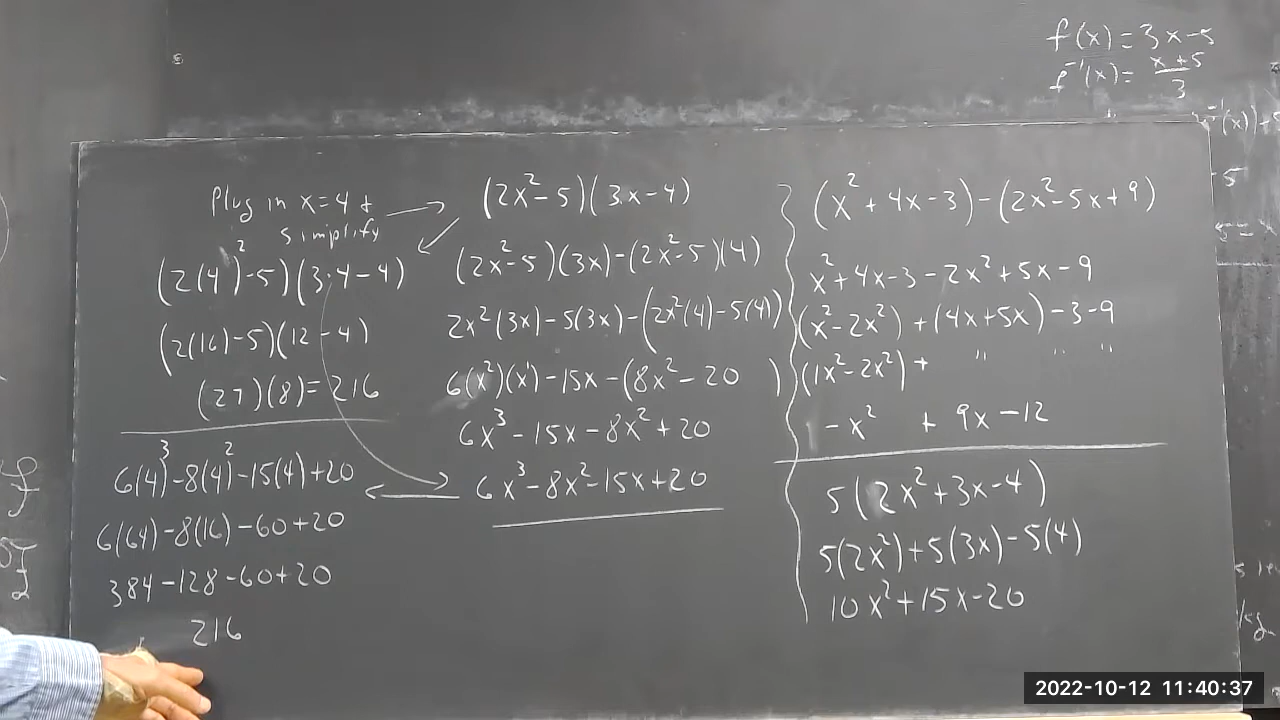 f(x) = 3x-5
f⁻¹(x) = (x+5)/3
⁻¹(x))+5
-5
Plug in x=4 +
simplify
(2(4)²-5)(3·4-4)
(2(16)-5)(12-4)
(27)(8)=216
6(4)³-8(4)²-15(4)+20
6(64)-8(16)-60+20
384-128-60+20
216
(2x²-5)(3x-4)
(2x²-5)(3x)-(2x²-5)(4)
2x²(3x)-5(3x)-(2x²(4)-5(4))
6(x²)(x¹)-15x-(8x²-20)
6x³-15x-8x²+20
6x³-8x²-15x+20
(x²+4x-3)-(2x²-5x+9)
x²+4x-3-2x²+5x-9
(x²-2x²)+(4x+5x)-3-9
(1x²-2x²)+ " " "
-x² + 9x-12
5(2x²+3x-4)
5(2x²)+5(3x)-5(4)
10x²+15x-20
2022-10-12 11:40:37